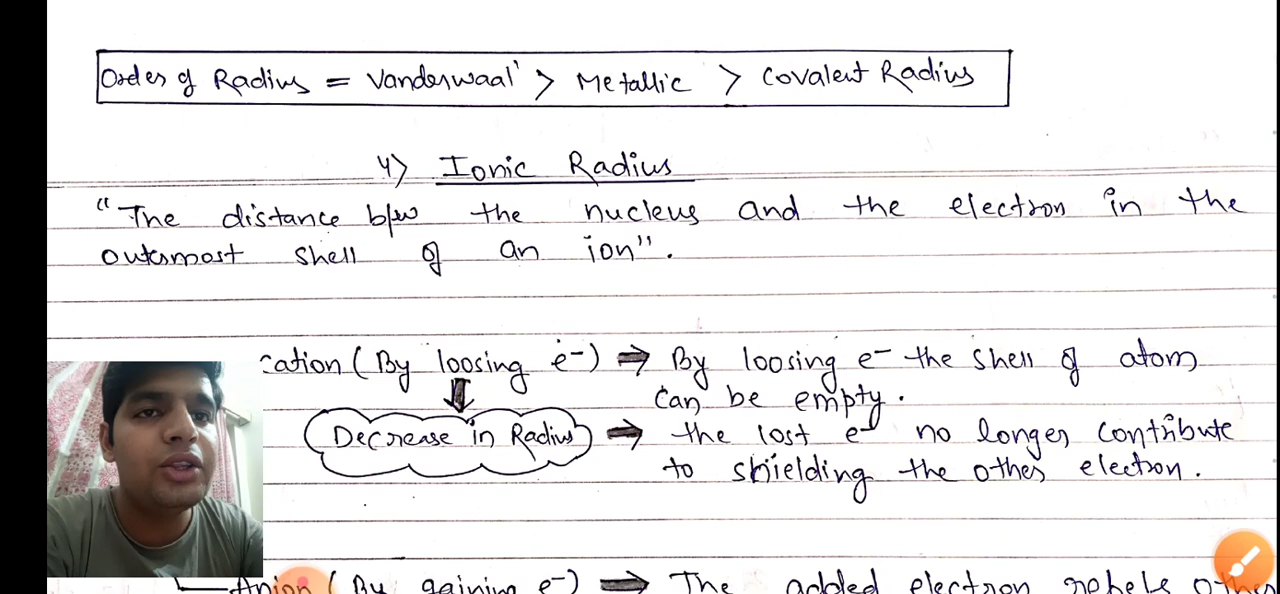 Order of Radius = Vanderwaal' > Metallic > Covalent Radius
4) Ionic Radius
"The distance b/w the nucleus and the electron in the
outermost shell of an ion".
cation (By loosing e-) ⇒ By loosing e- the shell of atom
can be empty.
Decrease in Radius ⇒ the lost e- no longer contribute
to shielding the other electron.
Anion (By gaining e-) ⇒ The added electron repels other